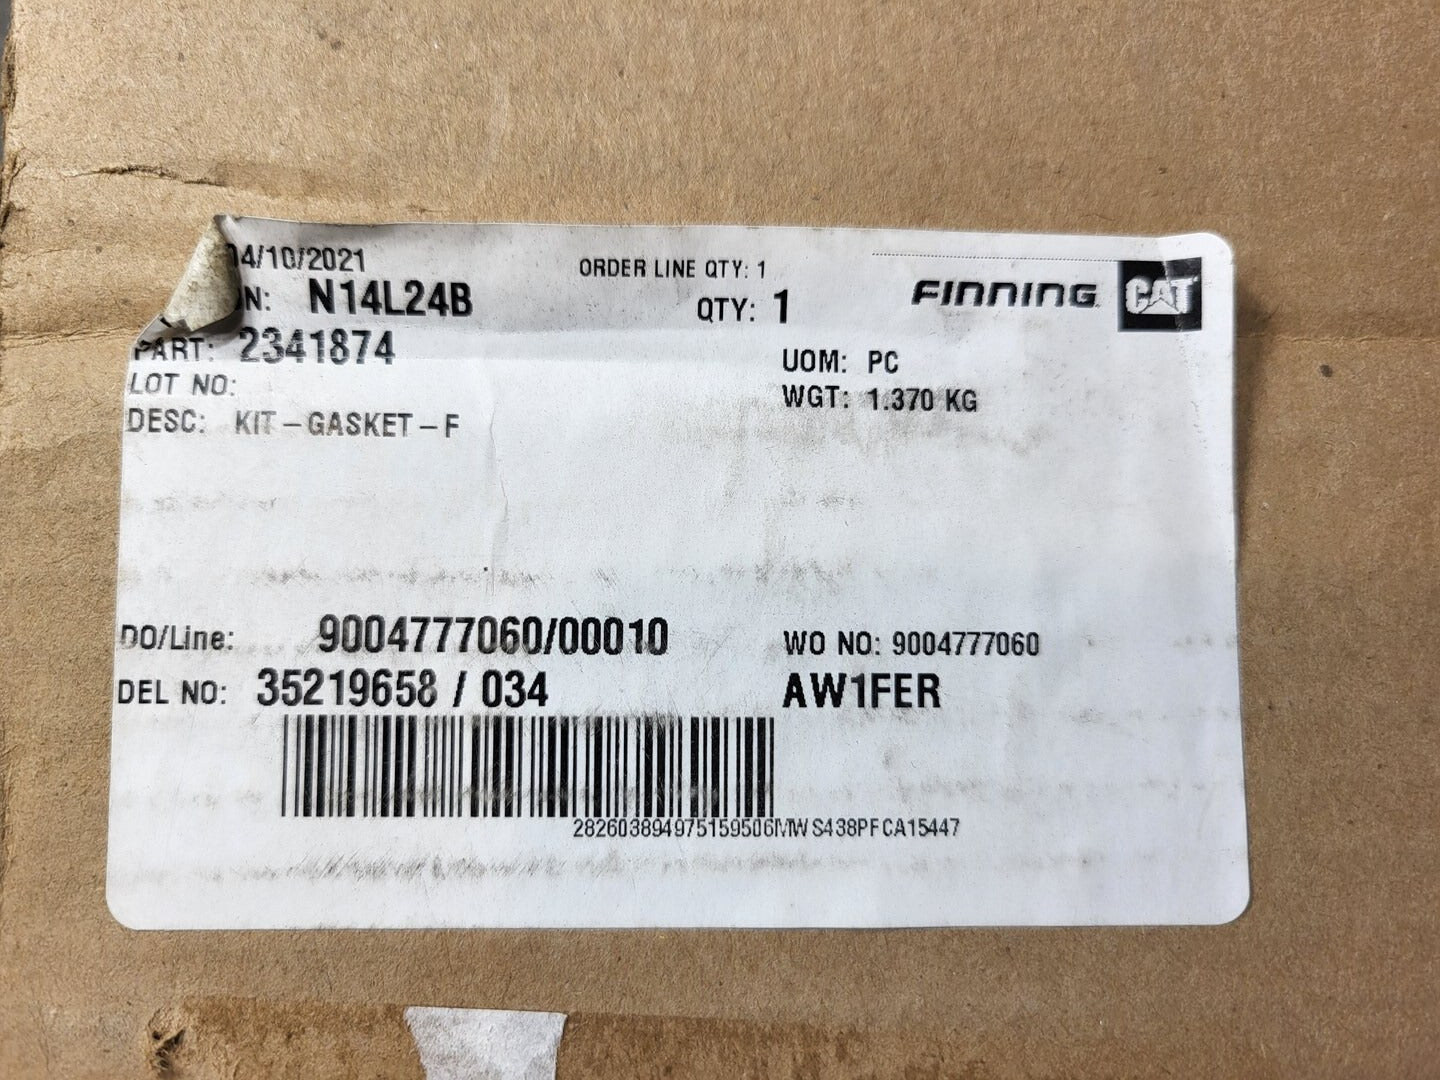 04/10/2021
ORDER LINE QTY: 1
N: N14L24B
QTY: 1
FINNING CAT
PART: 2341874
UOM: PC
LOT NO:
WGT: 1.370 KG
DESC: KIT-GASKET-F
DO/Line: 9004777060/00010
WO NO: 9004777060
DEL NO: 35219658 / 034
AW1FER
282603894975159506MWS438PFCA15447